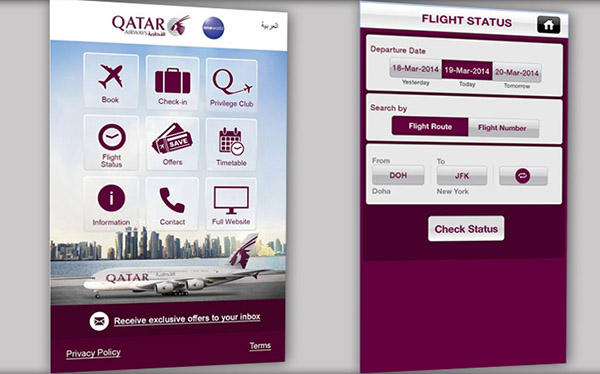 QATAR
AIRWAYS القطرية
oneworld
العربية
Book
Check-in
Privilege Club
Flight
Status
SAVE
Offers
Timetable
Information
Contact
Full Website
QATAR القطرية
Receive exclusive offers to your inbox
Privacy Policy
Terms
FLIGHT STATUS
Departure Date
18-Mar-2014 19-Mar-2014 20-Mar-2014
Yesterday Today Tomorrow
Search by
Flight Route Flight Number
From To
DOH JFK
Doha New York
Check Status